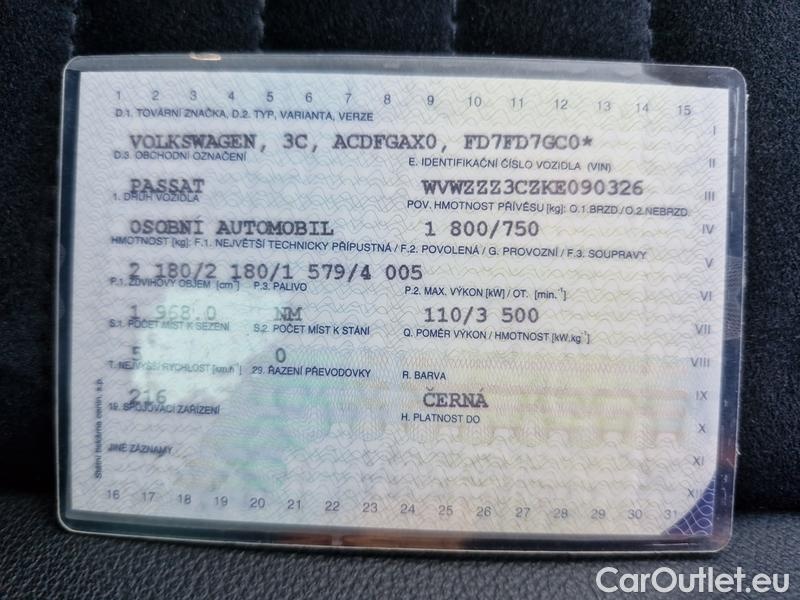 1 2 3 4 5 6 7 8 9 10 11 12 13 14 15
D.1. TOVÁRNÍ ZNAČKA, D.2. TYP, VARIANTA, VERZE
I
VOLKSWAGEN, 3C, ACDFGAX0, FD7FD7GC0*
D.3. OBCHODNÍ OZNAČENÍ E. IDENTIFIKAČNÍ ČÍSLO VOZIDLA (VIN)
II
PASSAT WVWZZZ3CZKE090326
III
1. DRUH VOZIDLA POV. HMOTNOST PŘÍVĚSU [kg]: O.1.BRZD./O.2.NEBRZD.
OSOBNÍ AUTOMOBIL 1 800/750
IV
HMOTNOST [kg]: F.1. NEJVĚTŠÍ TECHNICKY PŘÍPUSTNÁ / F.2. POVOLENÁ / G. PROVOZNÍ / F.3. SOUPRAVY
V
2 180/2 180/1 579/4 005
P.1. ZDVIHOVÝ OBJEM [cm³] P.3. PALIVO P.2. MAX. VÝKON [kW] / OT. [min.⁻¹]
VI
1 968.0 NM 110/3 500
S.1. POČET MÍST K SEZENÍ S.2. POČET MÍST K STÁNÍ Q. POMĚR VÝKON / HMOTNOST [kW.kg⁻¹]
VII
5 0
VIII
T. NEJVYŠŠÍ RYCHLOST [km.h⁻¹] 29. ŘAZENÍ PŘEVODOVKY R. BARVA
216 ČERNÁ
IX
19. SPOJOVACÍ ZAŘÍZENÍ H. PLATNOST DO
X
JINÉ ZÁZNAMY
XI
XII
16 17 18 19 20 21 22 23 24 25 26 27 28 29 30 31
Státní tiskárna cenin, s.p.
CarOutlet.eu